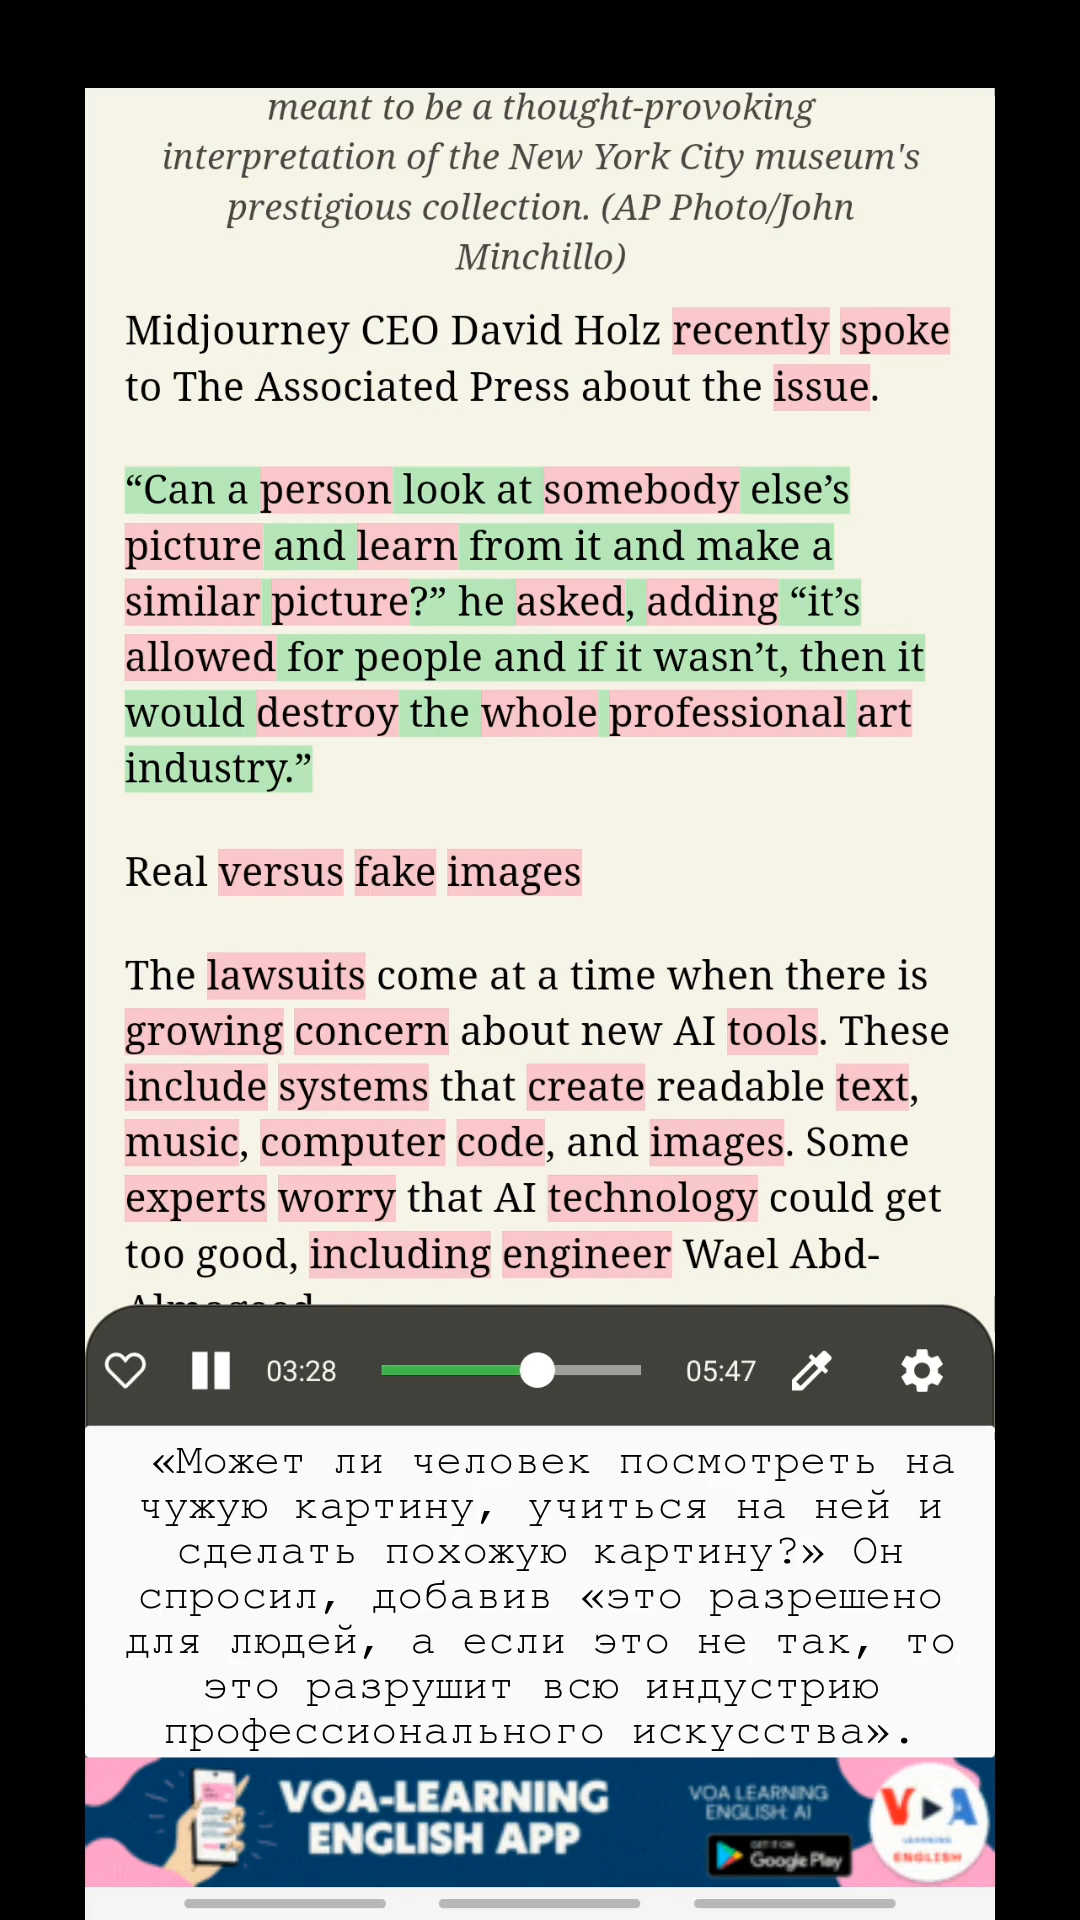 meant to be a thought-provoking
interpretation of the New York City museum's
prestigious collection. (AP Photo/John
Minchillo)
Midjourney CEO David Holz recently spoke
to The Associated Press about the issue.
“Can a person look at somebody else’s
picture and learn from it and make a
similar picture?” he asked, adding “it’s
allowed for people and if it wasn’t, then it
would destroy the whole professional art
industry.”
Real versus fake images
The lawsuits come at a time when there is
growing concern about new AI tools. These
include systems that create readable text,
music, computer code, and images. Some
experts worry that AI technology could get
too good, including engineer Wael Abd-
Almageed
03:28
05:47
«Может ли человек посмотреть на
чужую картину, учиться на ней и
сделать похожую картину?» Он
спросил, добавив «это разрешено
для людей, а если это не так, то
это разрушит всю индустрию
профессионального искусства».
VOA-LEARNING
ENGLISH APP
VOA LEARNING
ENGLISH: AI
GET IT ON
Google Play
VOA
LEARNING
ENGLISH